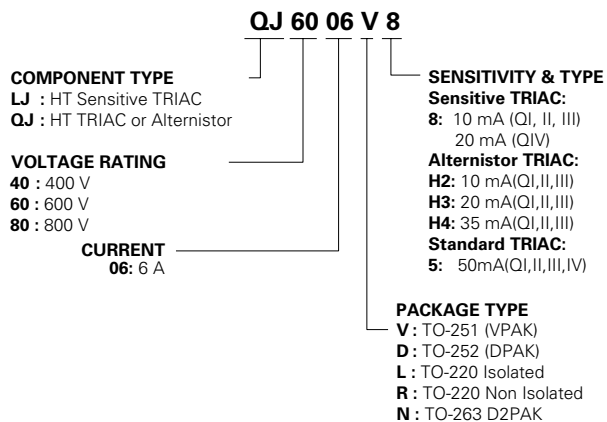 QJ 60 06 V 8
COMPONENT TYPE
LJ : HT Sensitive TRIAC
QJ : HT TRIAC or Alternistor
VOLTAGE RATING
40 : 400 V
60 : 600 V
80 : 800 V
CURRENT
06: 6 A
SENSITIVITY & TYPE
Sensitive TRIAC:
8: 10 mA (QI, II, III)
20 mA (QIV)
Alternistor TRIAC:
H2: 10 mA(QI,II,III)
H3: 20 mA(QI,II,III)
H4: 35 mA(QI,II,III)
Standard TRIAC:
5: 50mA(QI,II,III,IV)
PACKAGE TYPE
V : TO-251 (VPAK)
D : TO-252 (DPAK)
L : TO-220 Isolated
R : TO-220 Non Isolated
N : TO-263 D2PAK